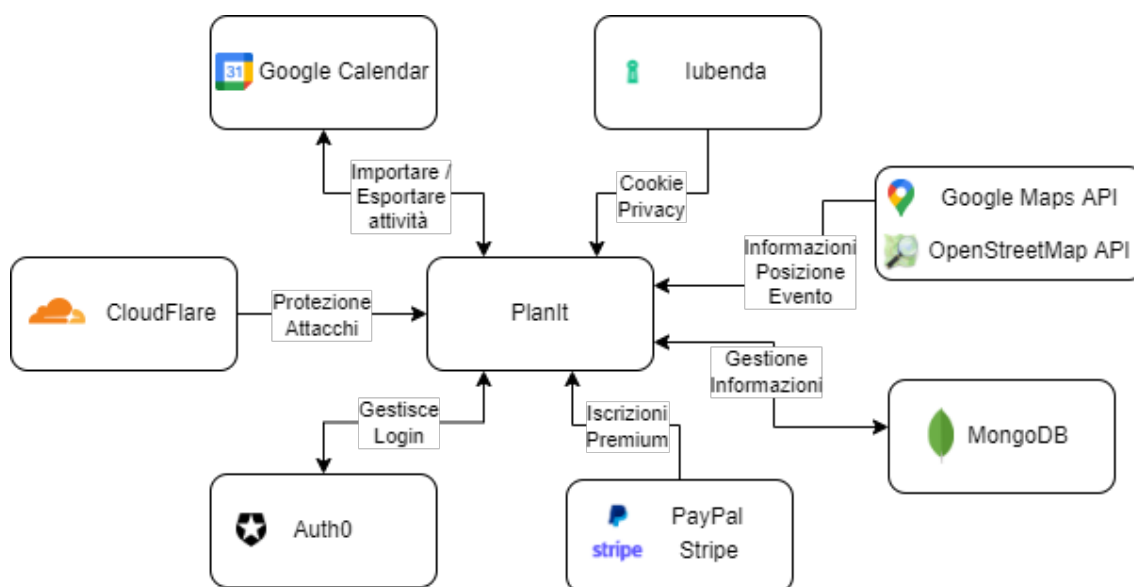 31
Google Calendar
Iubenda
Importare /
Esportare
attività
Cookie
Privacy
Google Maps API
OpenStreetMap API
Informazioni
Posizione
Evento
CloudFlare
Protezione
Attacchi
PlanIt
Gestione
Informazioni
MongoDB
Gestisce
Login
Iscrizioni
Premium
Auth0
PayPal
stripe Stripe